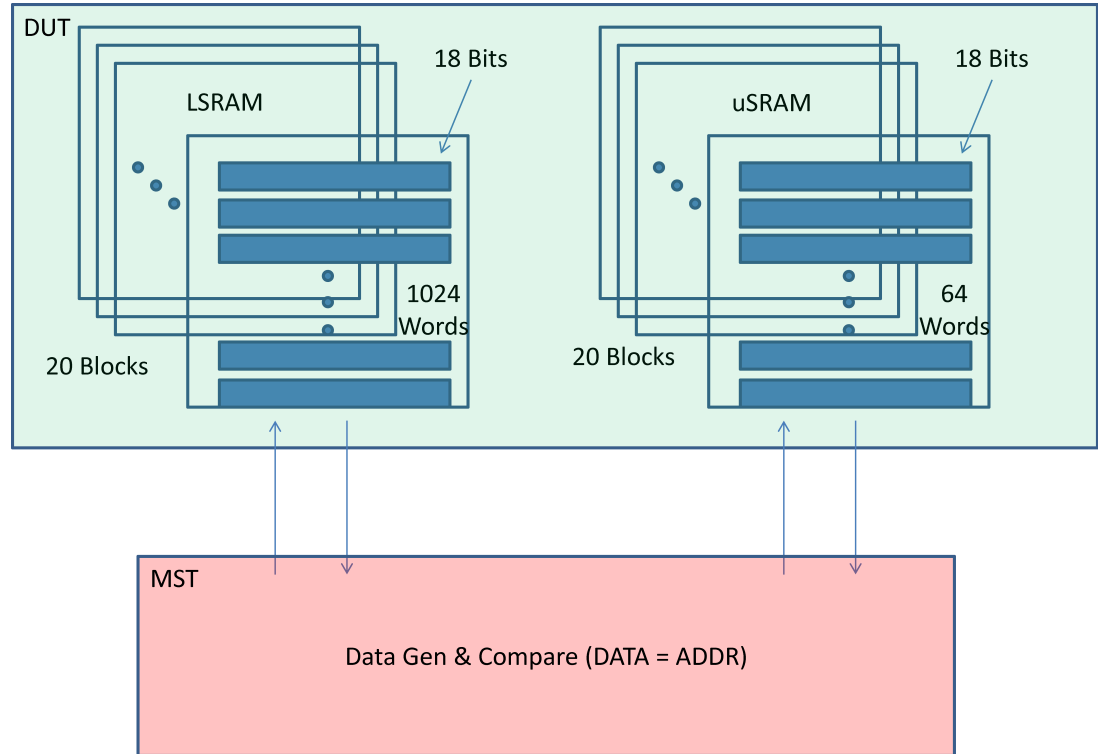 DUT
18 Bits
LSRAM
1024
Words
20 Blocks
18 Bits
uSRAM
64
Words
20 Blocks
MST
Data Gen & Compare (DATA = ADDR)